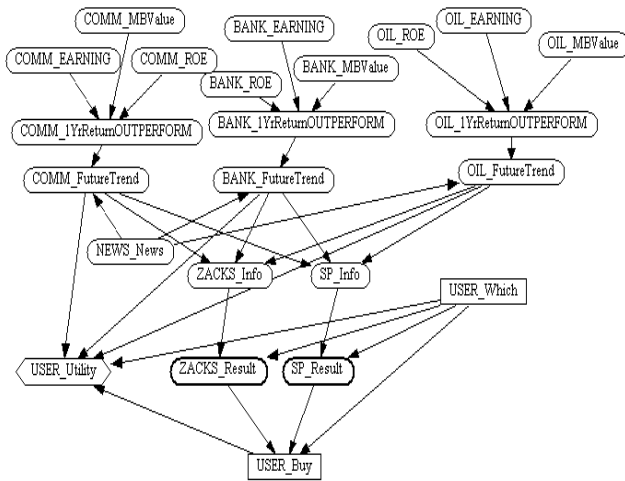 COMM_MBValue
BANK_EARNING
OIL_EARNING
OIL_ROE
OIL_MBValue
COMM_EARNING
COMM_ROE
BANK_ROE
BANK_MBValue
COMM_1YrReturnOUTPERFORM
BANK_1YrReturnOUTPERFORM
OIL_1YrReturnOUTPERFORM
COMM_FutureTrend
BANK_FutureTrend
OIL_FutureTrend
NEWS_News
ZACKS_Info
SP_Info
USER_Which
USER_Utility
ZACKS_Result
SP_Result
USER_Buy